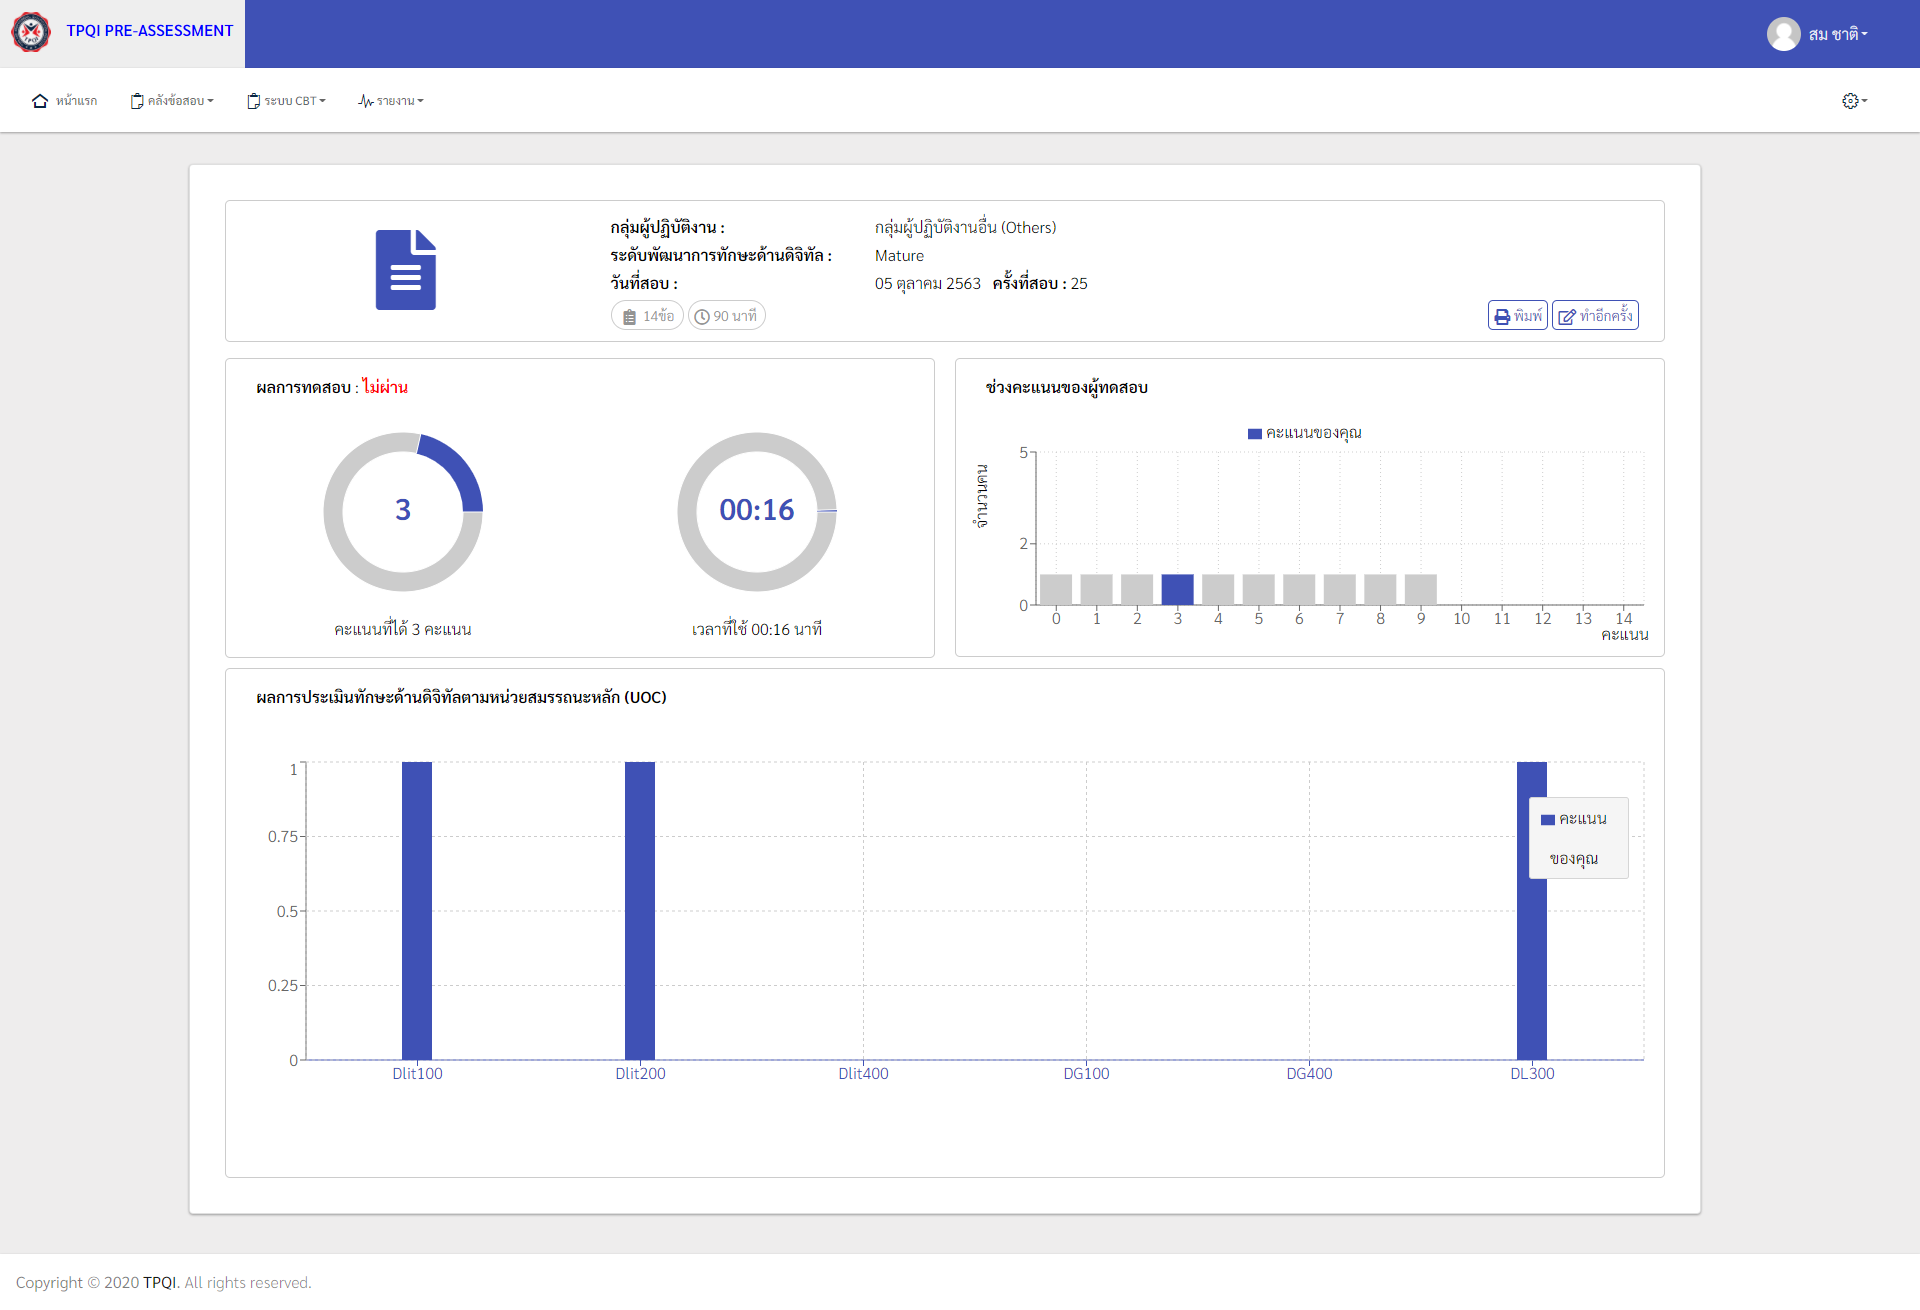 TPQI PRE-ASSESSMENT
สม ชาติ
หน้าแรก
คลังข้อสอบ
ระบบ CBT
รายงาน
กลุ่มผู้ปฏิบัติงาน : กลุ่มผู้ปฏิบัติงานอื่น (Others)
ระดับพัฒนาการทักษะด้านดิจิทัล : Mature
วันที่สอบ : 05 ตุลาคม 2563 ครั้งที่สอบ : 25
14ข้อ
90 นาที
พิมพ์
ทำอีกครั้ง
ผลการทดสอบ : ไม่ผ่าน
3
00:16
คะแนนที่ได้ 3 คะแนน
เวลาที่ใช้ 00:16 นาที
ช่วงคะแนนของผู้ทดสอบ
คะแนนของคุณ
จำนวนคน
5
2
0
0 1 2 3 4 5 6 7 8 9 10 11 12 13 14
คะแนน
ผลการประเมินทักษะด้านดิจิทัลตามหน่วยสมรรถนะหลัก (UOC)
1
0.75
0.5
0.25
0
คะแนน
ของคุณ
Dlit100 Dlit200 Dlit400 DG100 DG400 DL300
Copyright © 2020 TPQI. All rights reserved.